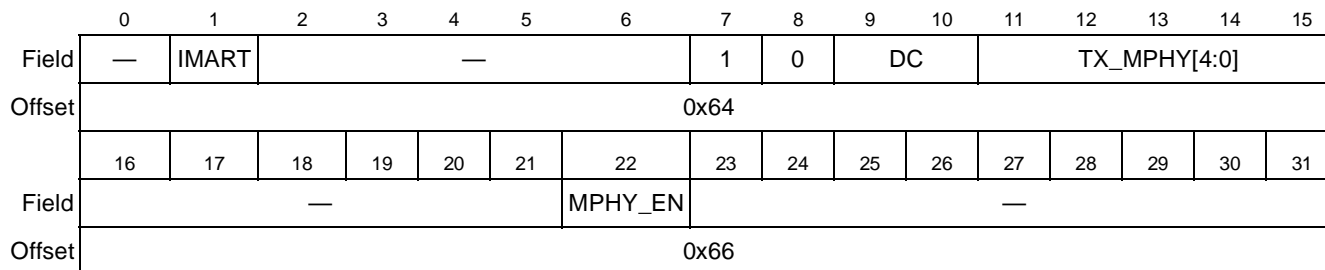 0 1 2 3 4 5 6 7 8 9 10 11 12 13 14 15
Field — IMART — 1 0 DC TX_MPHY[4:0]
Offset 0x64
16 17 18 19 20 21 22 23 24 25 26 27 28 29 30 31
Field — MPHY_EN —
Offset 0x66